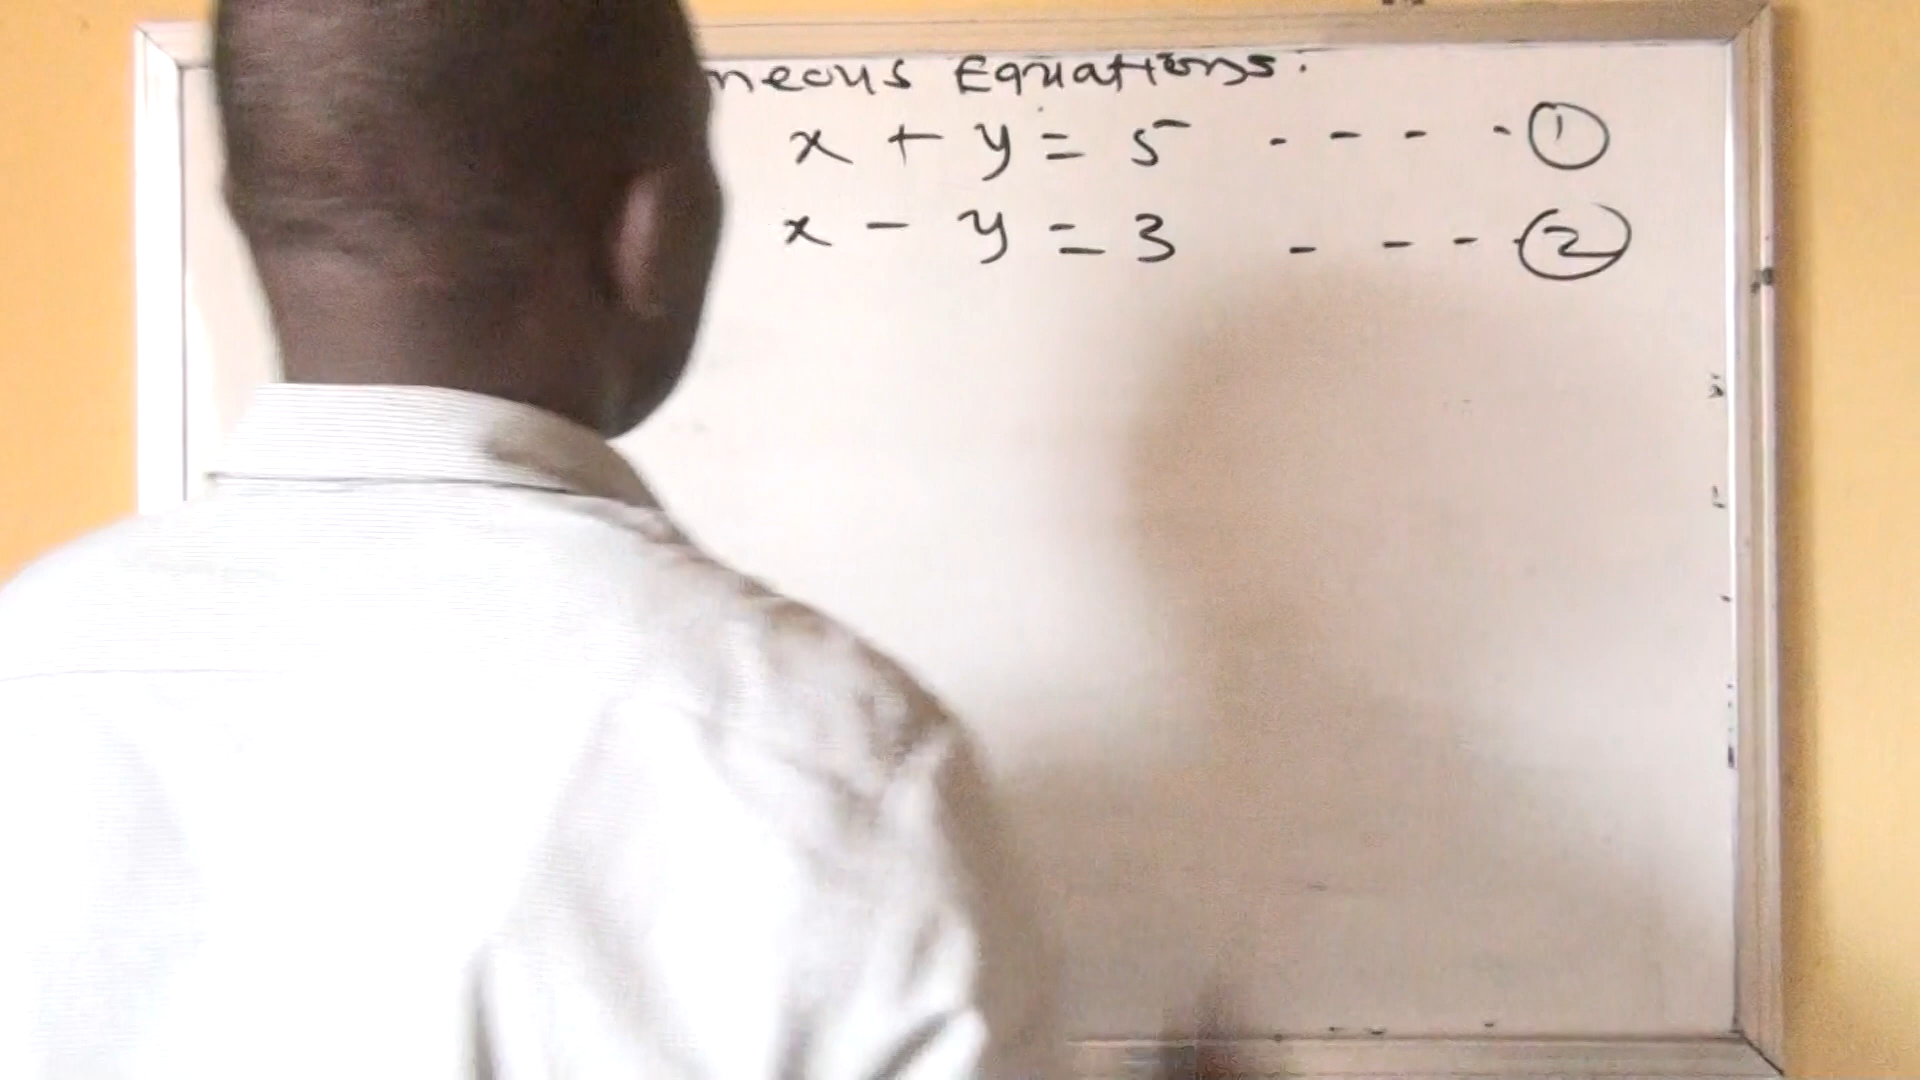 neous Equations.
x + y = 5 - - - - ①
x - y = 3 - - - - ②